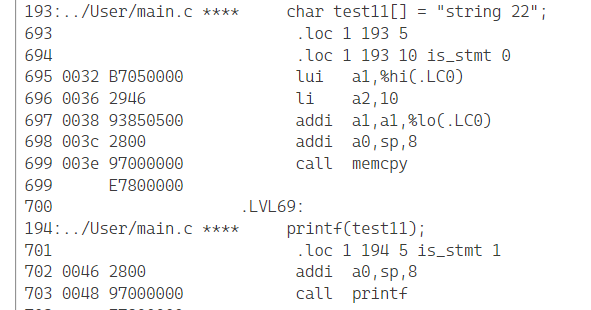 193:../User/main.c **** char test11[] = "string 22";
693 .loc 1 193 5
694 .loc 1 193 10 is_stmt 0
695 0032 B7050000 lui a1,%hi(.LC0)
696 0036 2946 li a2,10
697 0038 93850500 addi a1,a1,%lo(.LC0)
698 003c 2800 addi a0,sp,8
699 003e 97000000 call memcpy
699 E7800000
700 .LVL69:
194:../User/main.c **** printf(test11);
701 .loc 1 194 5 is_stmt 1
702 0046 2800 addi a0,sp,8
703 0048 97000000 call printf